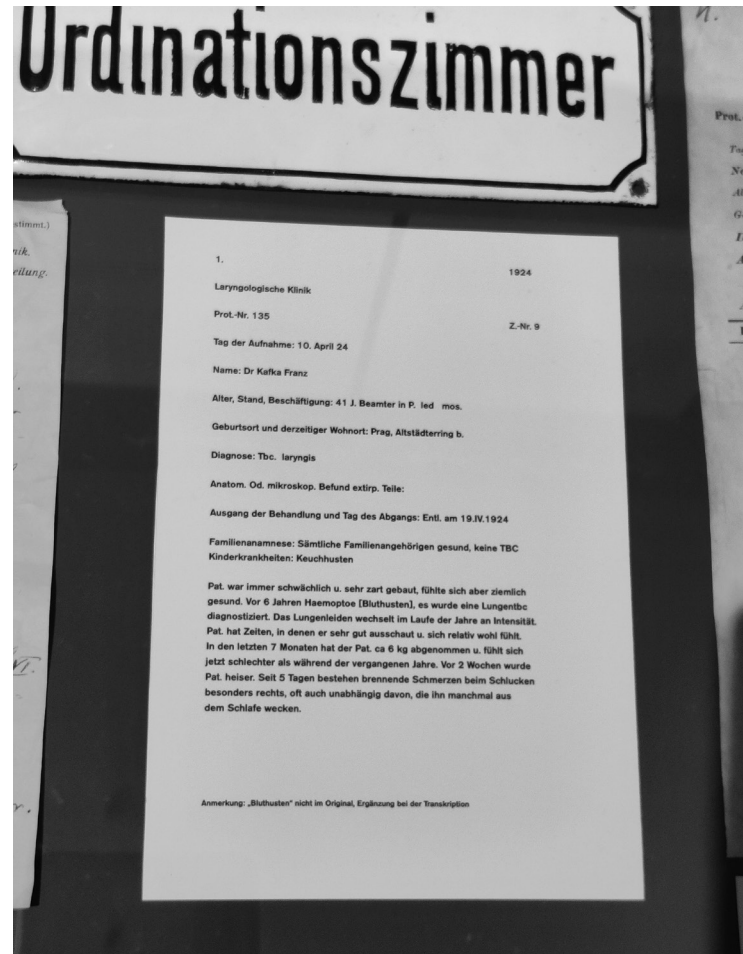 Ordinationszimmer
stimmt.)
nik.
eilung.
n.
Prot.
1.
1924
Laryngologische Klinik
Prot.-Nr. 135
Z.-Nr. 9
Tag der Aufnahme: 10. April 24
Name: Dr Kafka Franz
Alter, Stand, Beschäftigung: 41 J. Beamter in P. led mos.
Geburtsort und derzeitiger Wohnort: Prag, Altstädterring b.
Diagnose: Tbc. laryngis
Anatom. Od. mikroskop. Befund extirp. Teile:
Ausgang der Behandlung und Tag des Abgangs: Entl. am 19.IV.1924
Familienanamnese: Sämtliche Familienangehörigen gesund, keine TBC
Kinderkrankheiten: Keuchhusten
Pat. war immer schwächlich u. sehr zart gebaut, fühlte sich aber ziemlich
gesund. Vor 6 Jahren Haemoptoe [Bluthusten], es wurde eine Lungentbc
diagnostiziert. Das Lungenleiden wechselt im Laufe der Jahre an Intensität.
Pat. hat Zeiten, in denen er sehr gut ausschaut u. sich relativ wohl fühlt.
In den letzten 7 Monaten hat der Pat. ca 6 kg abgenommen u. fühlt sich
jetzt schlechter als während der vergangenen Jahre. Vor 2 Wochen wurde
Pat. heiser. Seit 5 Tagen bestehen brennende Schmerzen beim Schlucken
besonders rechts, oft auch unabhängig davon, die ihn manchmal aus
dem Schlafe wecken.
Anmerkung: „Bluthusten" nicht im Original, Ergänzung bei der Transkription